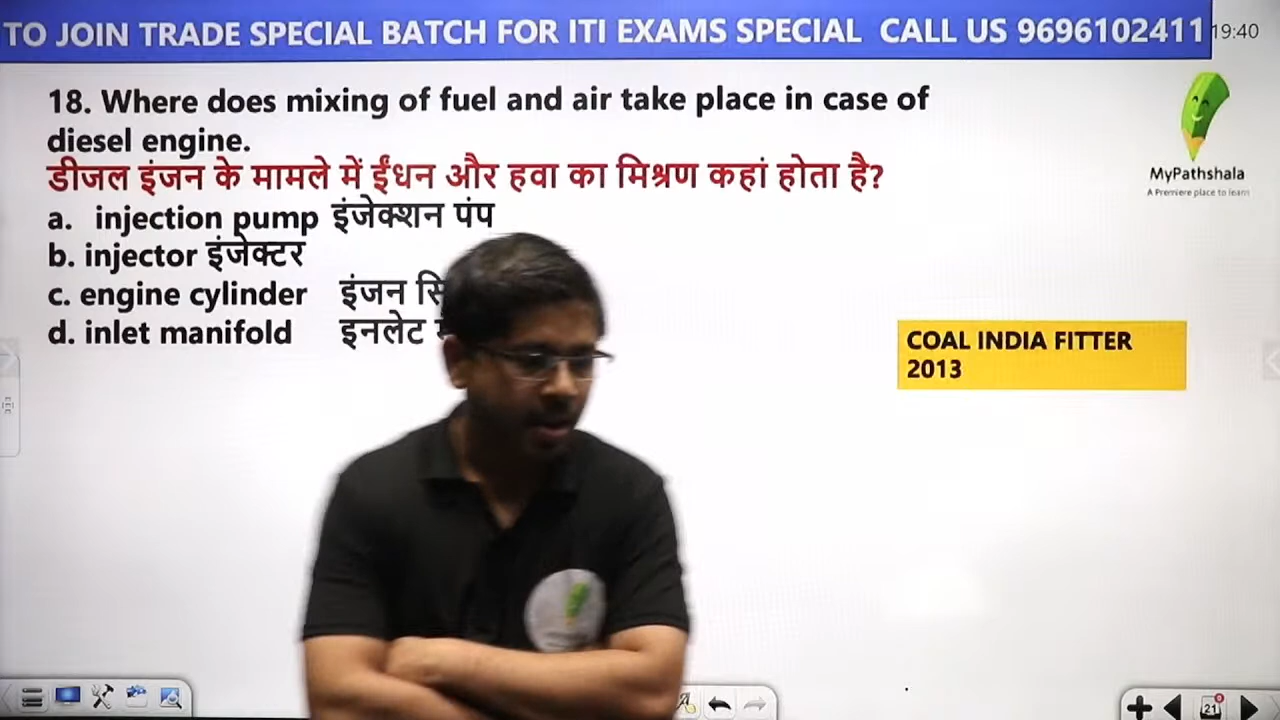 TO JOIN TRADE SPECIAL BATCH FOR ITI EXAMS SPECIAL CALL US 9696102411
19:40
18. Where does mixing of fuel and air take place in case of
diesel engine.
डीजल इंजन के मामले में ईंधन और हवा का मिश्रण कहां होता है?
a. injection pump इंजेक्शन पंप
b. injector इंजेक्टर
c. engine cylinder इंजन
d. inlet manifold इनलेट
COAL INDIA FITTER
2013
MyPathshala
A Premiere place to learn
21